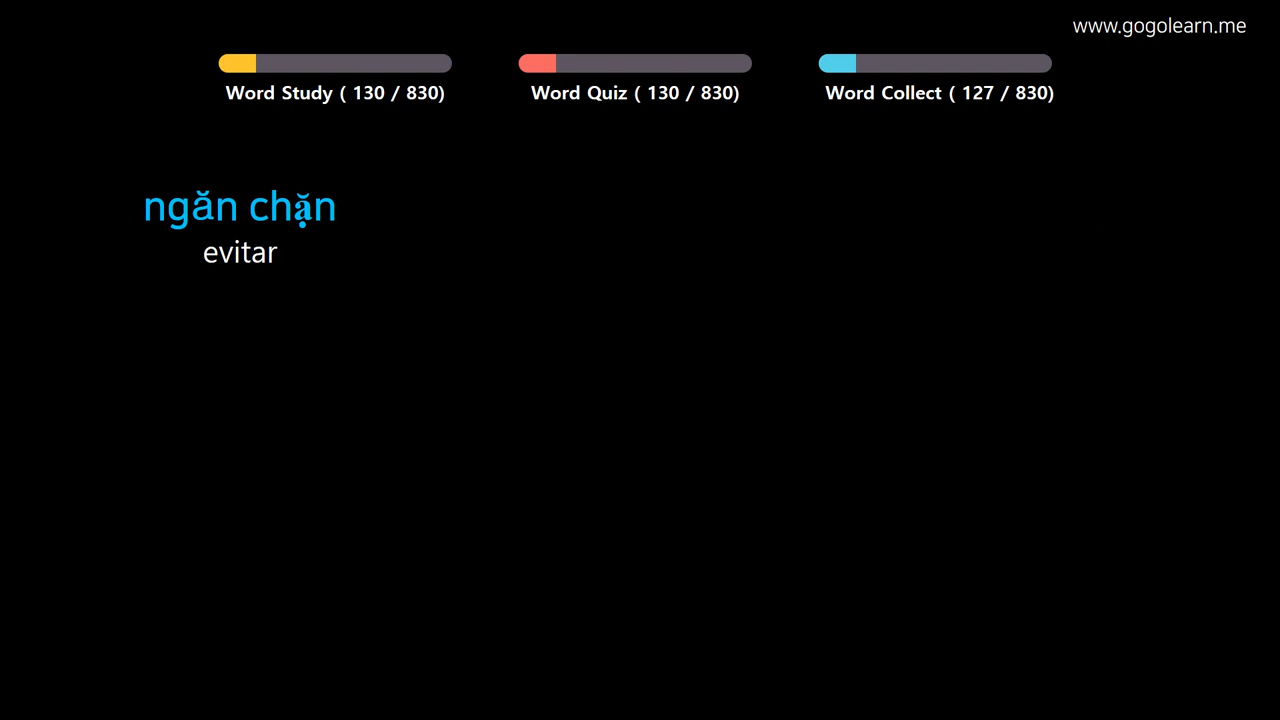 www.gogolearn.me
Word Study ( 130 / 830)
Word Quiz ( 130 / 830)
Word Collect ( 127 / 830)
ngăn chặn
evitar